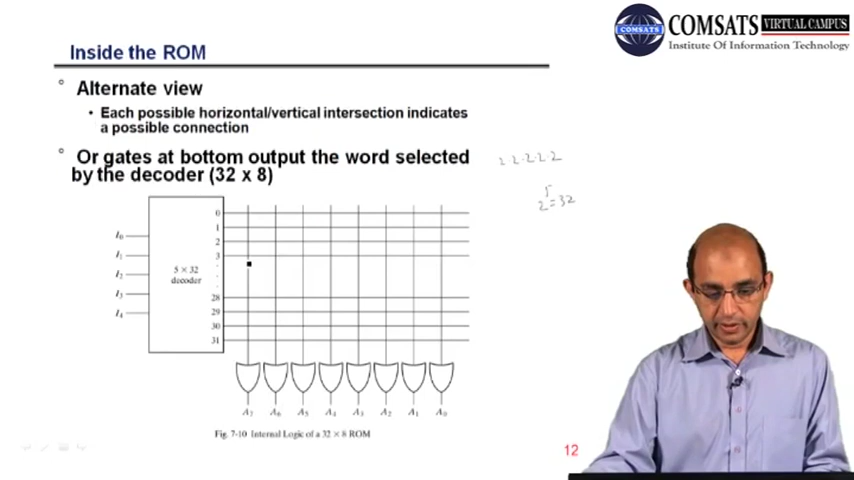 COMSATS VIRTUAL CAMPUS
COMSATS
Institute Of Information Technology
Inside the ROM
° Alternate view
• Each possible horizontal/vertical intersection indicates
a possible connection
° Or gates at bottom output the word selected
by the decoder (32 x 8)
2·2·2·2·2
2⁵=32
I₀
I₁
I₂
I₃
I₄
5 × 32
decoder
0
1
2
3
.
.
.
28
29
30
31
A₇ A₆ A₅ A₄ A₃ A₂ A₁ A₀
Fig. 7-10 Internal Logic of a 32 × 8 ROM
12